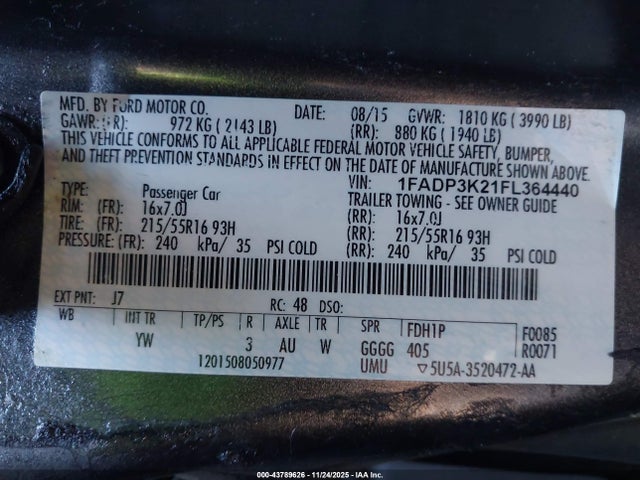 MFD. BY FORD MOTOR CO. DATE: 08/15 GVWR: 1810 KG ( 3990 LB)
GAWR:(FR): 972 KG ( 2143 LB) (RR): 880 KG ( 1940 LB)
THIS VEHICLE CONFORMS TO ALL APPLICABLE FEDERAL MOTOR VEHICLE SAFETY, BUMPER,
AND THEFT PREVENTION STANDARDS IN EFFECT ON THE DATE OF MANUFACTURE SHOWN ABOVE.
VIN: 1FADP3K21FL364440
TYPE: Passenger Car TRAILER TOWING - SEE OWNER GUIDE
RIM: (FR): 16x7.0J (RR): 16x7.0J
TIRE: (FR): 215/55R16 93H (RR): 215/55R16 93H
PRESSURE: (FR): 240 kPa/ 35 PSI COLD (RR): 240 kPa/ 35 PSI COLD
EXT PNT: J7 RC: 48 DSO:
WB INT TR TP/PS R AXLE TR SPR FDH1P F0085
YW 3 AU W GGGG 405 R0071
1201508050977 UMU ▽5U5A-3520472-AA
000-43789626 - 11/24/2025 - IAA Inc.